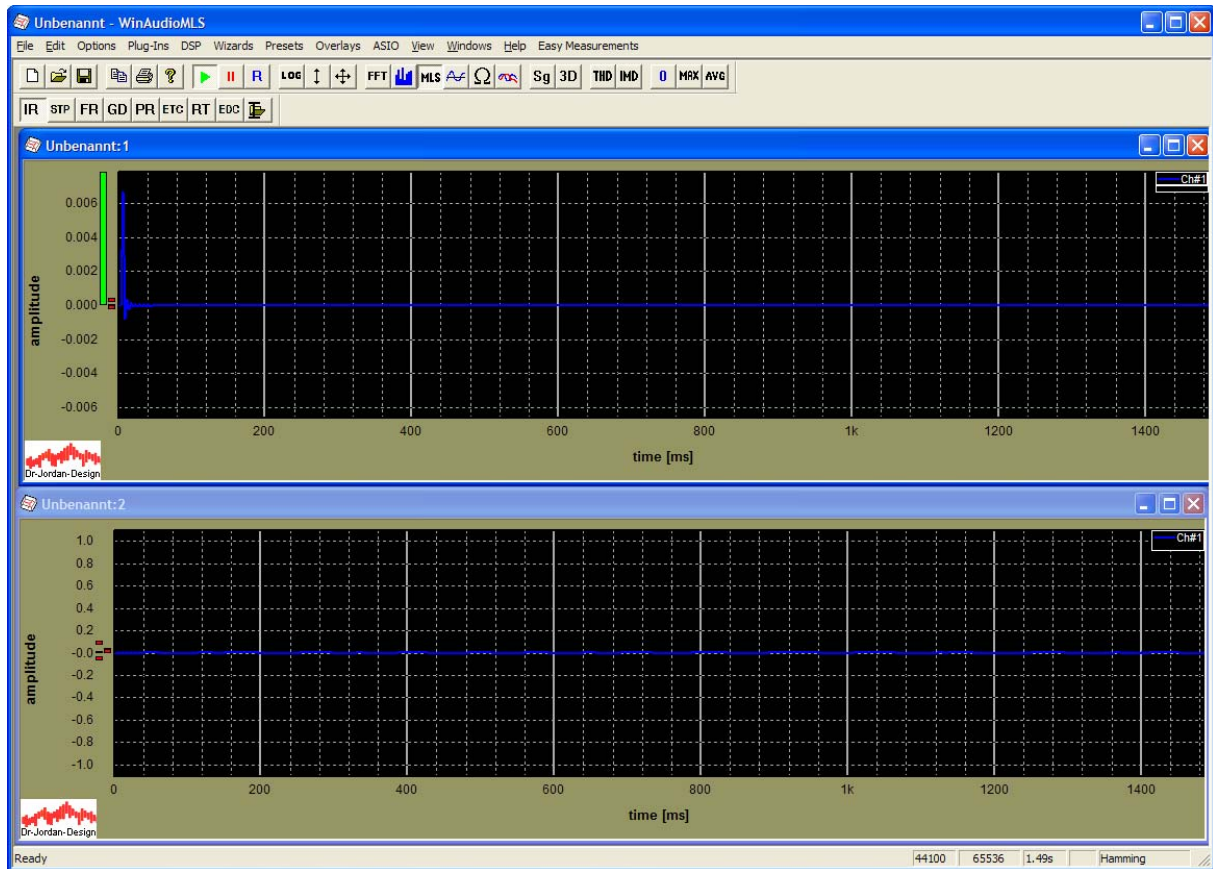 Unbenannt - WinAudioMLS
File Edit Options Plug-Ins DSP Wizards Presets Overlays ASIO View Windows Help Easy Measurements
? R LOG FFT MLS Ω Sg 3D THD IMD 0 MAX AVG
IR STP FR GD PR ETC RT EDC
Unbenannt:1
Ch#1
0.006
0.004
0.002
0.000
-0.002
-0.004
-0.006
amplitude
0 200 400 600 800 1k 1200 1400
time [ms]
Dr-Jordan-Design
Unbenannt:2
Ch#1
1.0
0.8
0.6
0.4
0.2
-0.0
-0.2
-0.4
-0.6
-0.8
-1.0
amplitude
0 200 400 600 800 1k 1200 1400
time [ms]
Dr-Jordan-Design
Ready 44100 65536 1.49s Hamming